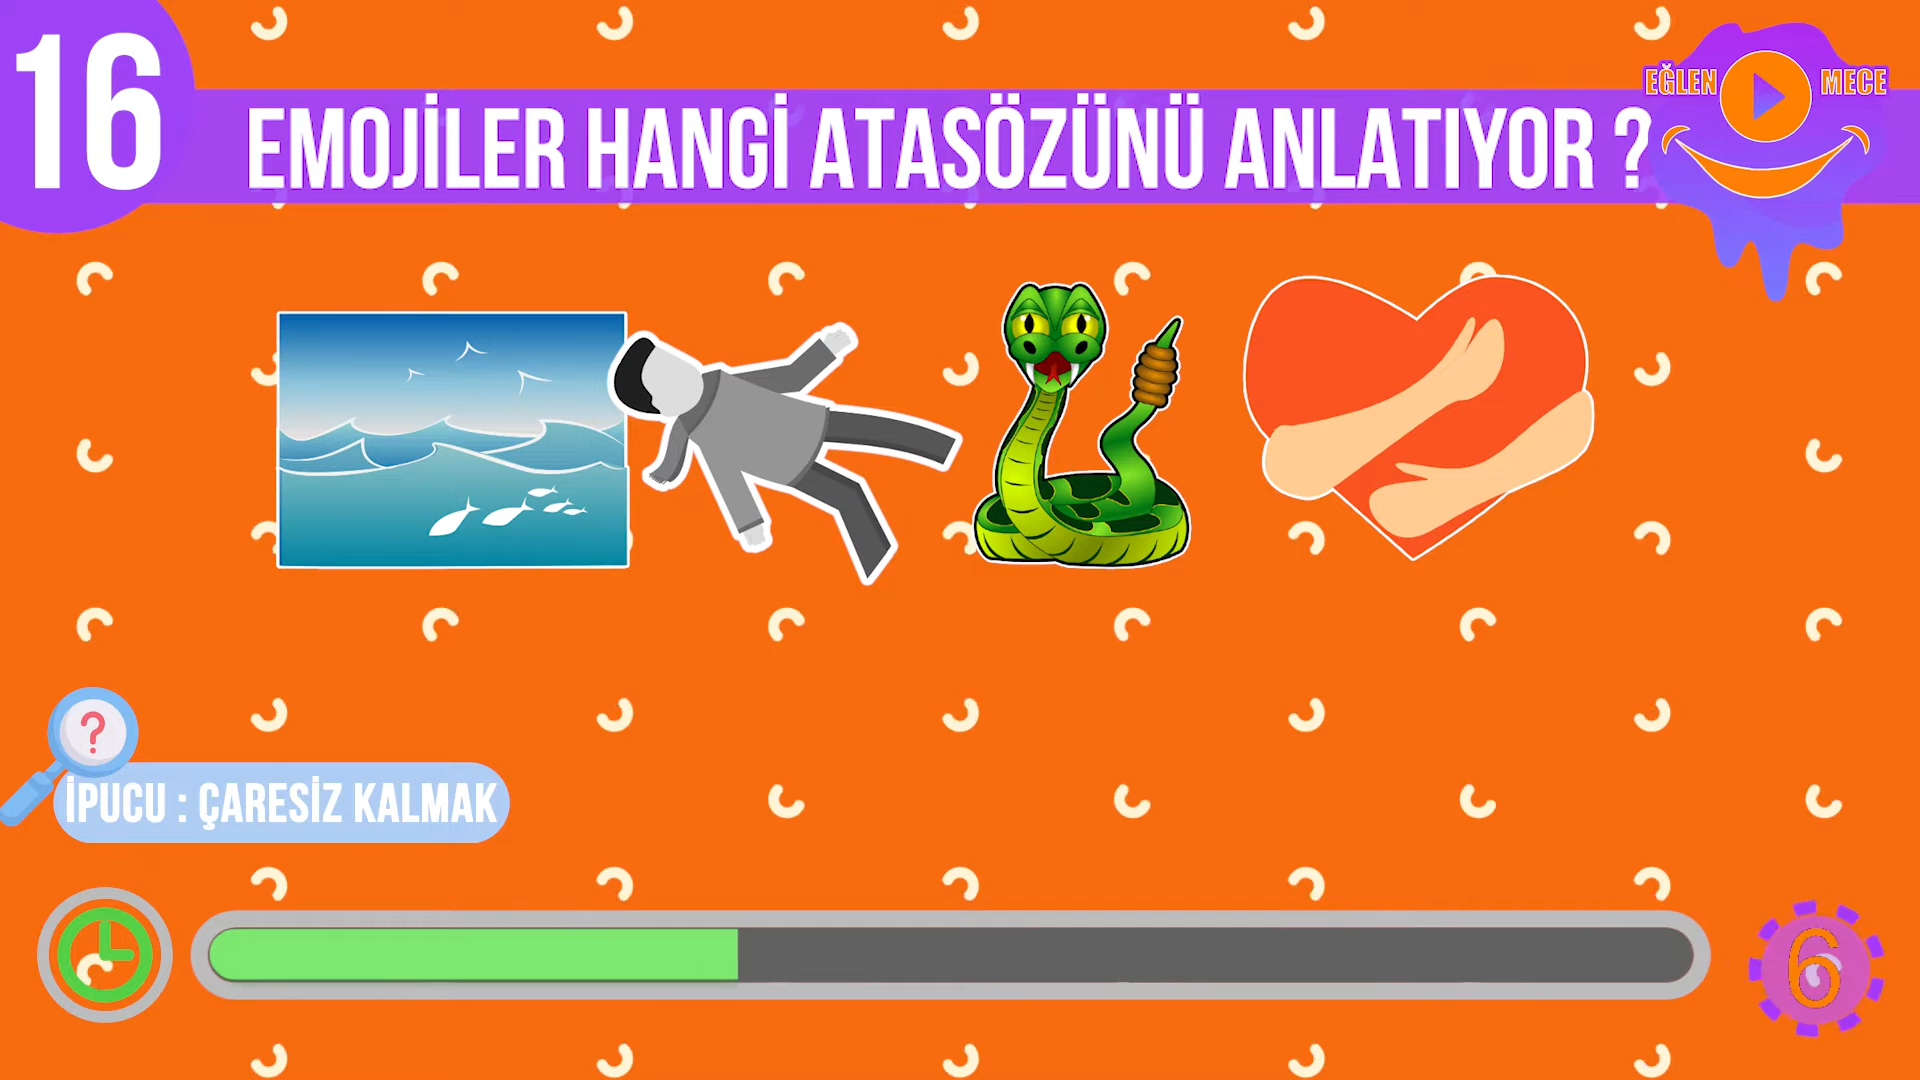 16
EĞLEN MECE
EMOJİLER HANGİ ATASÖZÜNÜ ANLATIYOR ?
?
İPUCU : ÇARESİZ KALMAK
6